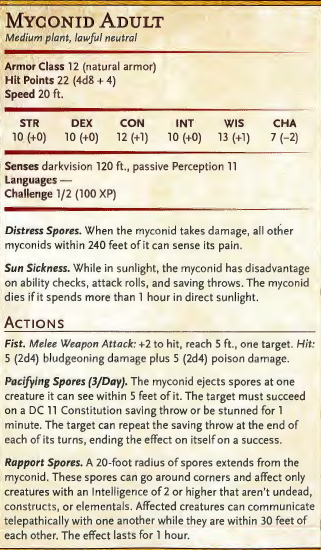 MYCONID ADULT
Medium plant, lawful neutral
Armor Class 12 (natural armor)
Hit Points 22 (4d8 + 4)
Speed 20 ft.
STR DEX CON INT WIS CHA
10 (+0) 10 (+0) 12 (+1) 10 (+0) 13 (+1) 7 (−2)
Senses darkvision 120 ft., passive Perception 11
Languages —
Challenge 1/2 (100 XP)
Distress Spores. When the myconid takes damage, all other
myconids within 240 feet of it can sense its pain.
Sun Sickness. While in sunlight, the myconid has disadvantage
on ability checks, attack rolls, and saving throws. The myconid
dies if it spends more than 1 hour in direct sunlight.
ACTIONS
Fist. Melee Weapon Attack: +2 to hit, reach 5 ft., one target. Hit:
5 (2d4) bludgeoning damage plus 5 (2d4) poison damage.
Pacifying Spores (3/Day). The myconid ejects spores at one
creature it can see within 5 feet of it. The target must succeed
on a DC 11 Constitution saving throw or be stunned for 1
minute. The target can repeat the saving throw at the end of
each of its turns, ending the effect on itself on a success.
Rapport Spores. A 20-foot radius of spores extends from the
myconid. These spores can go around corners and affect only
creatures with an Intelligence of 2 or higher that aren't undead,
constructs, or elementals. Affected creatures can communicate
telepathically with one another while they are within 30 feet of
each other. The effect lasts for 1 hour.